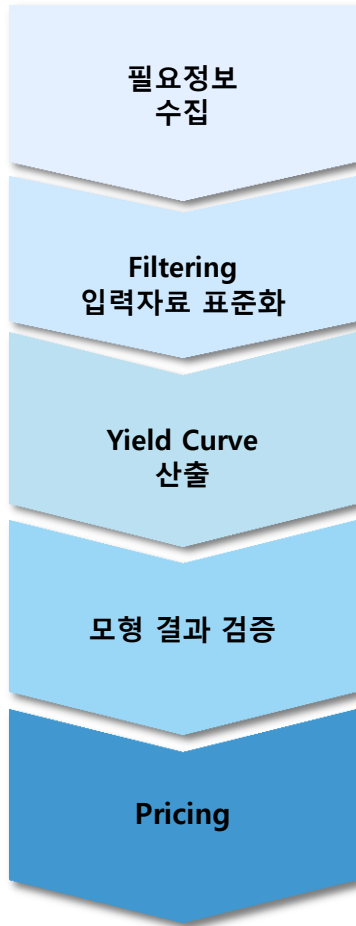 필요정보
수집
Filtering
입력자료 표준화
Yield Curve
산출
모형 결과 검증
Pricing